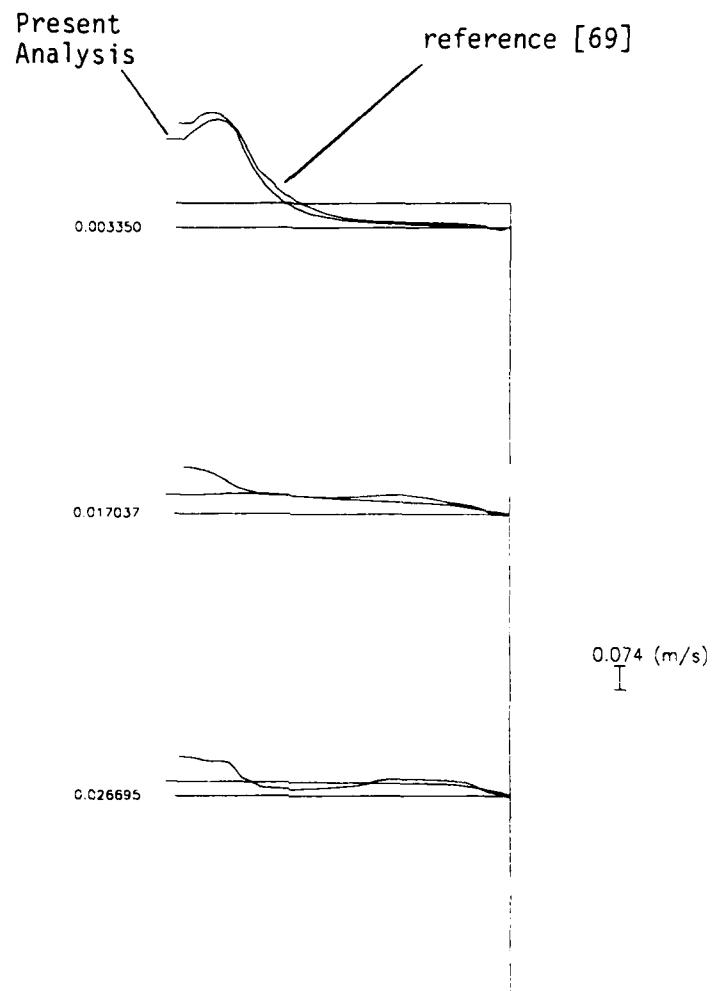 Present
Analysis
reference [69]
0.003350
0.017037
0.074 (m/s)
0.026695